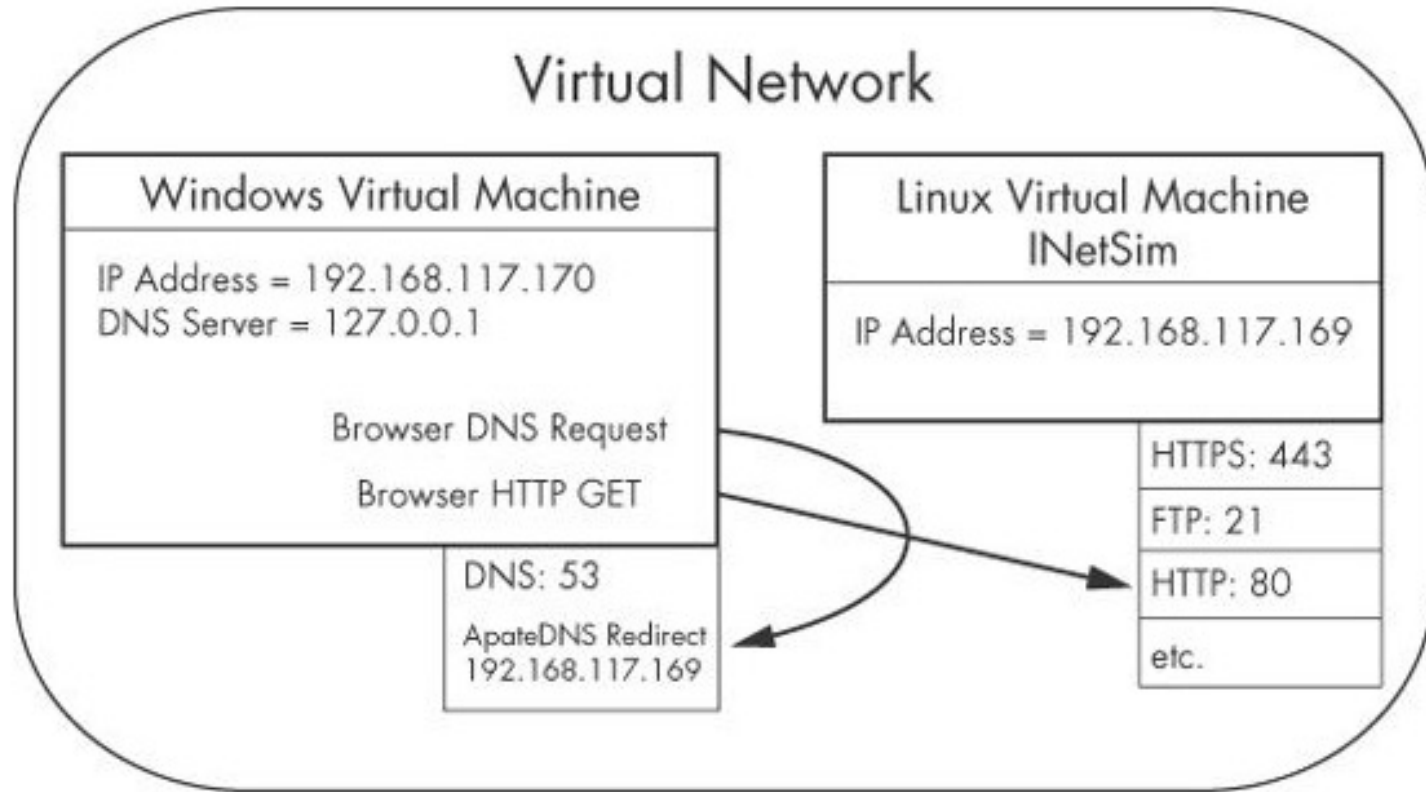 Virtual Network
Windows Virtual Machine
IP Address = 192.168.117.170
DNS Server = 127.0.0.1
Browser DNS Request
Browser HTTP GET
DNS: 53
ApateDNS Redirect
192.168.117.169
Linux Virtual Machine
INetSim
IP Address = 192.168.117.169
HTTPS: 443
FTP: 21
HTTP: 80
etc.